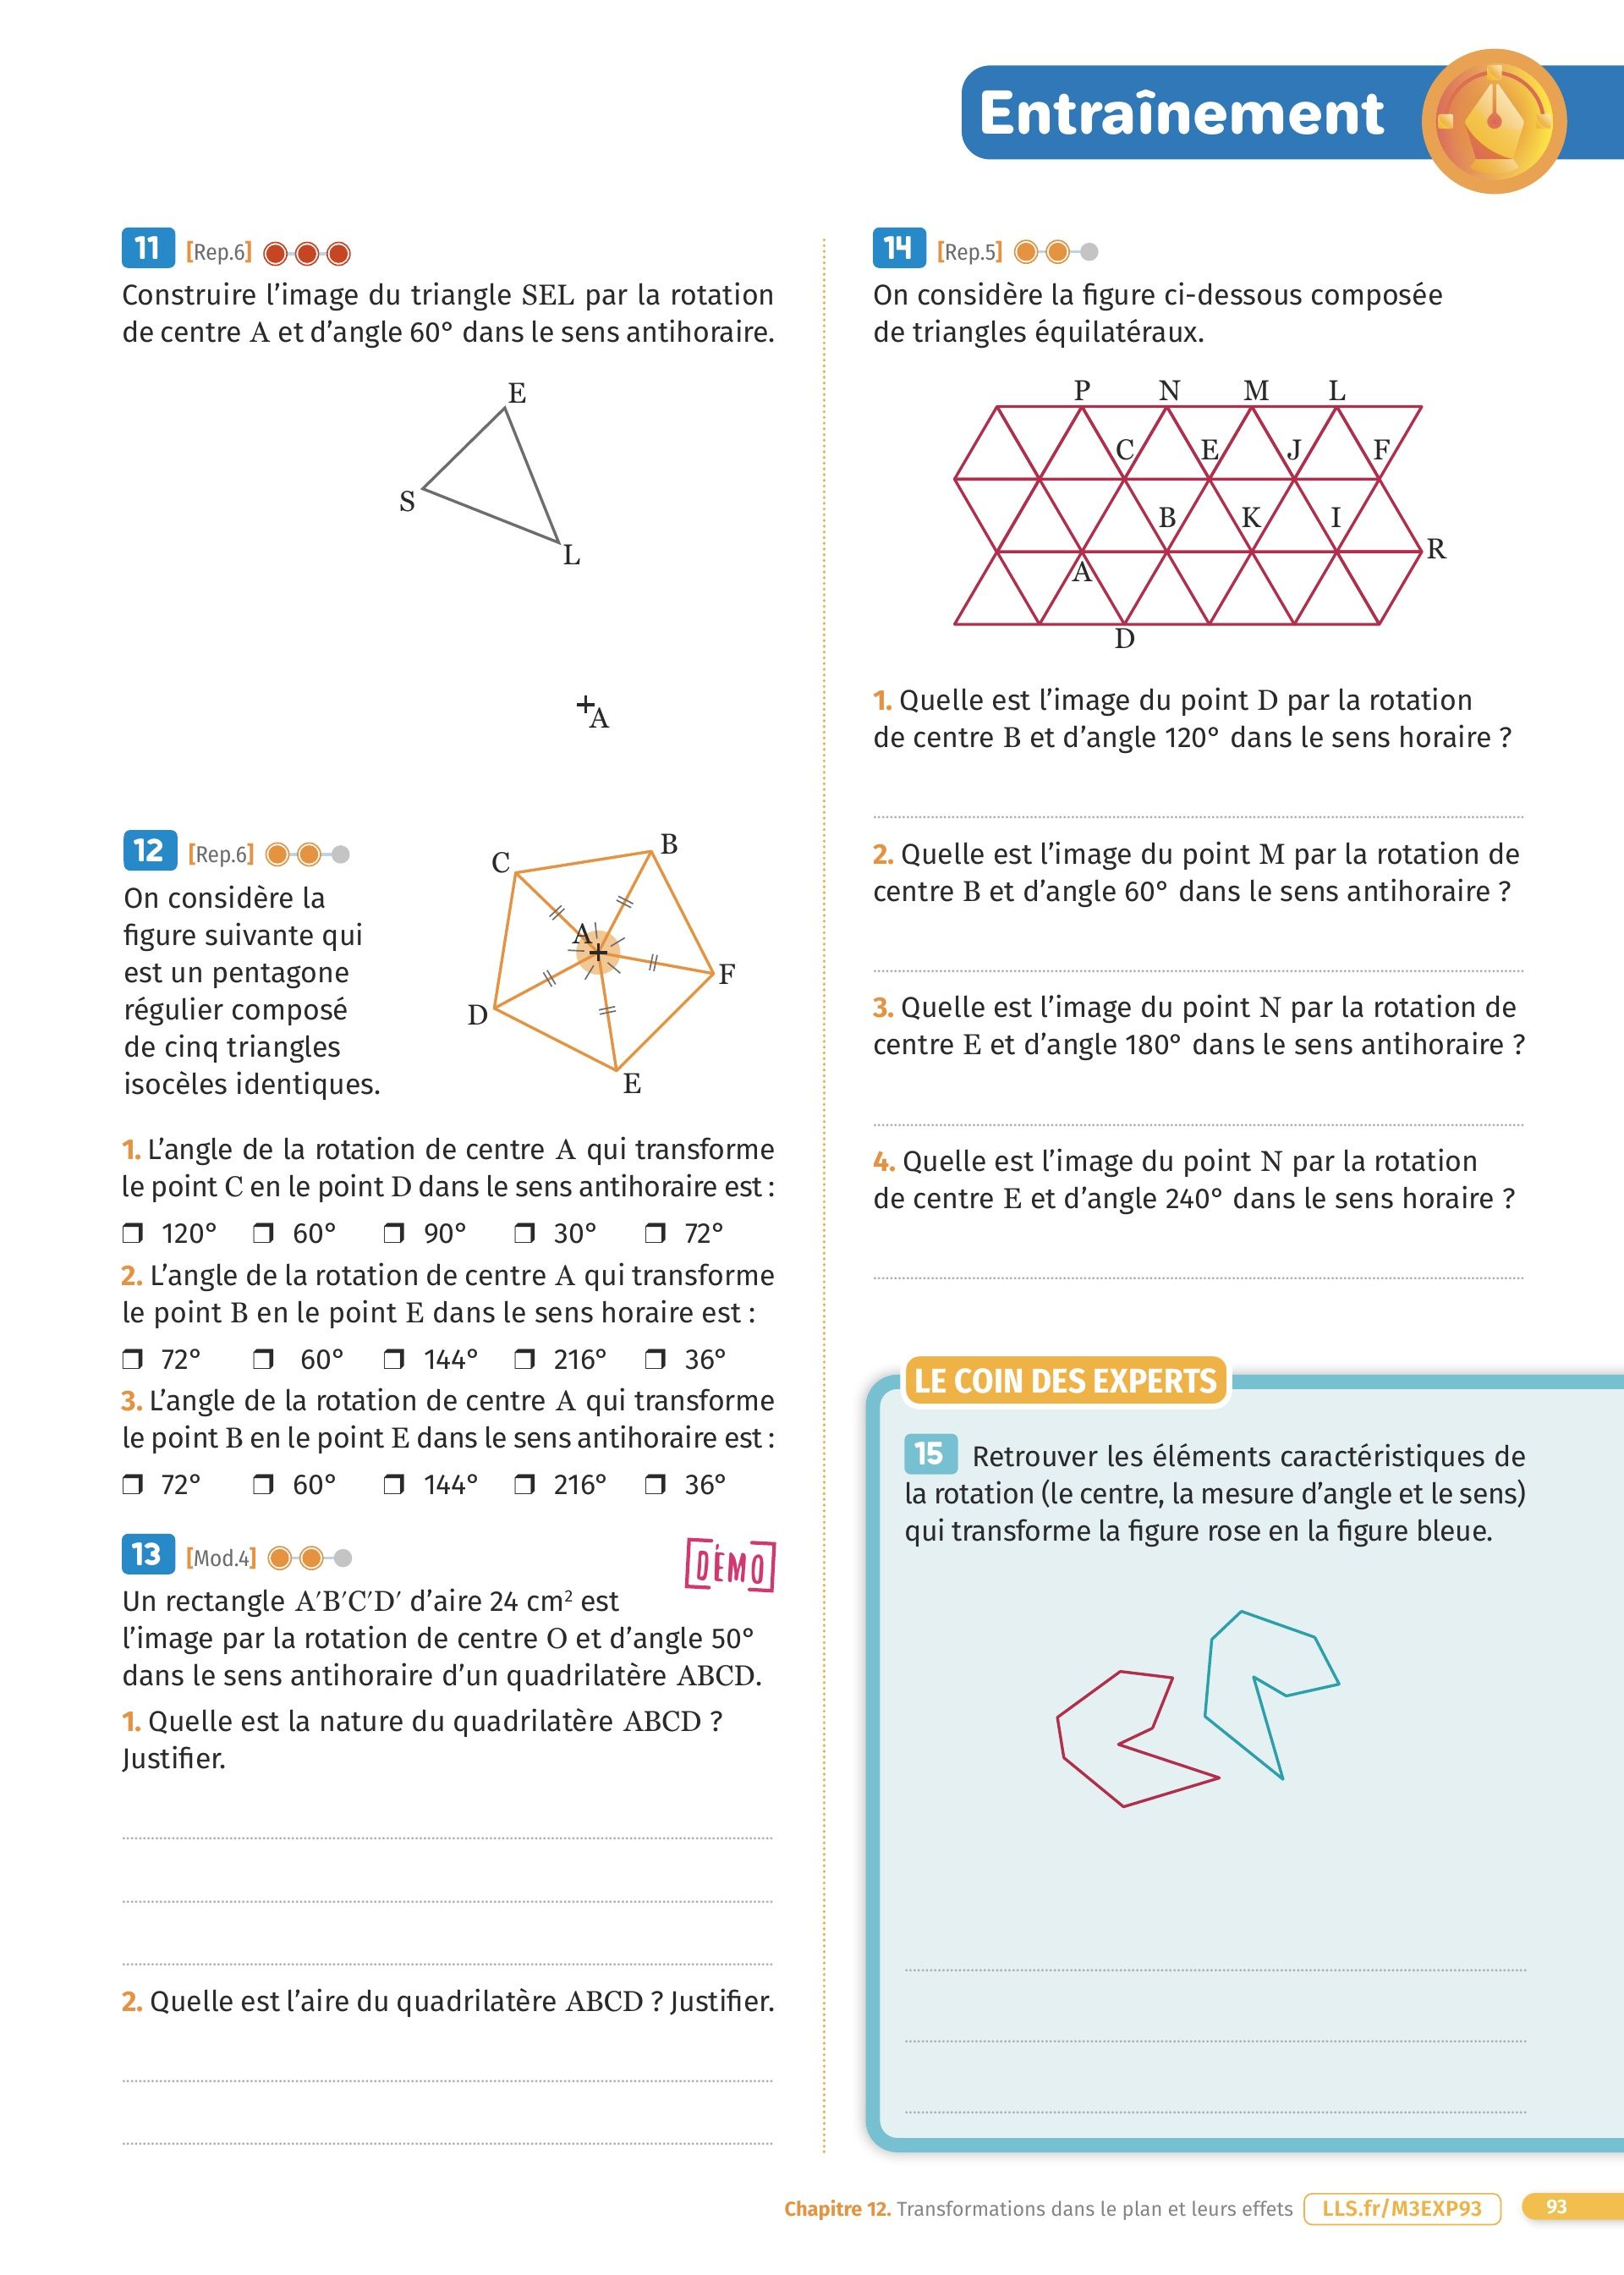 Entraînement
11 [Rep.6]
Construire l’image du triangle SEL par la rotation
de centre A et d’angle 60° dans le sens antihoraire.
E
S
L
A
12 [Rep.6]
On considère la
figure suivante qui
est un pentagone
régulier composé
de cinq triangles
isocèles identiques.
B
C
A
F
D
E
1. L’angle de la rotation de centre A qui transforme
le point C en le point D dans le sens antihoraire est :
❒ 120° ❒ 60° ❒ 90° ❒ 30° ❒ 72°
2. L’angle de la rotation de centre A qui transforme
le point B en le point E dans le sens horaire est :
❒ 72° ❒ 60° ❒ 144° ❒ 216° ❒ 36°
3. L’angle de la rotation de centre A qui transforme
le point B en le point E dans le sens antihoraire est :
❒ 72° ❒ 60° ❒ 144° ❒ 216° ❒ 36°
13 [Mod.4]
DÉMO
Un rectangle A′B′C′D′ d’aire 24 cm² est
l’image par la rotation de centre O et d’angle 50°
dans le sens antihoraire d’un quadrilatère ABCD.
1. Quelle est la nature du quadrilatère ABCD ?
Justifier.
2. Quelle est l’aire du quadrilatère ABCD ? Justifier.
14 [Rep.5]
On considère la figure ci-dessous composée
de triangles équilatéraux.
P N M L
C E J F
B K I
R
A
D
1. Quelle est l’image du point D par la rotation
de centre B et d’angle 120° dans le sens horaire ?
2. Quelle est l’image du point M par la rotation de
centre B et d’angle 60° dans le sens antihoraire ?
3. Quelle est l’image du point N par la rotation de
centre E et d’angle 180° dans le sens antihoraire ?
4. Quelle est l’image du point N par la rotation
de centre E et d’angle 240° dans le sens horaire ?
LE COIN DES EXPERTS
15 Retrouver les éléments caractéristiques de
la rotation (le centre, la mesure d’angle et le sens)
qui transforme la figure rose en la figure bleue.
Chapitre 12. Transformations dans le plan et leurs effets LLS.fr/M3EXP93 93